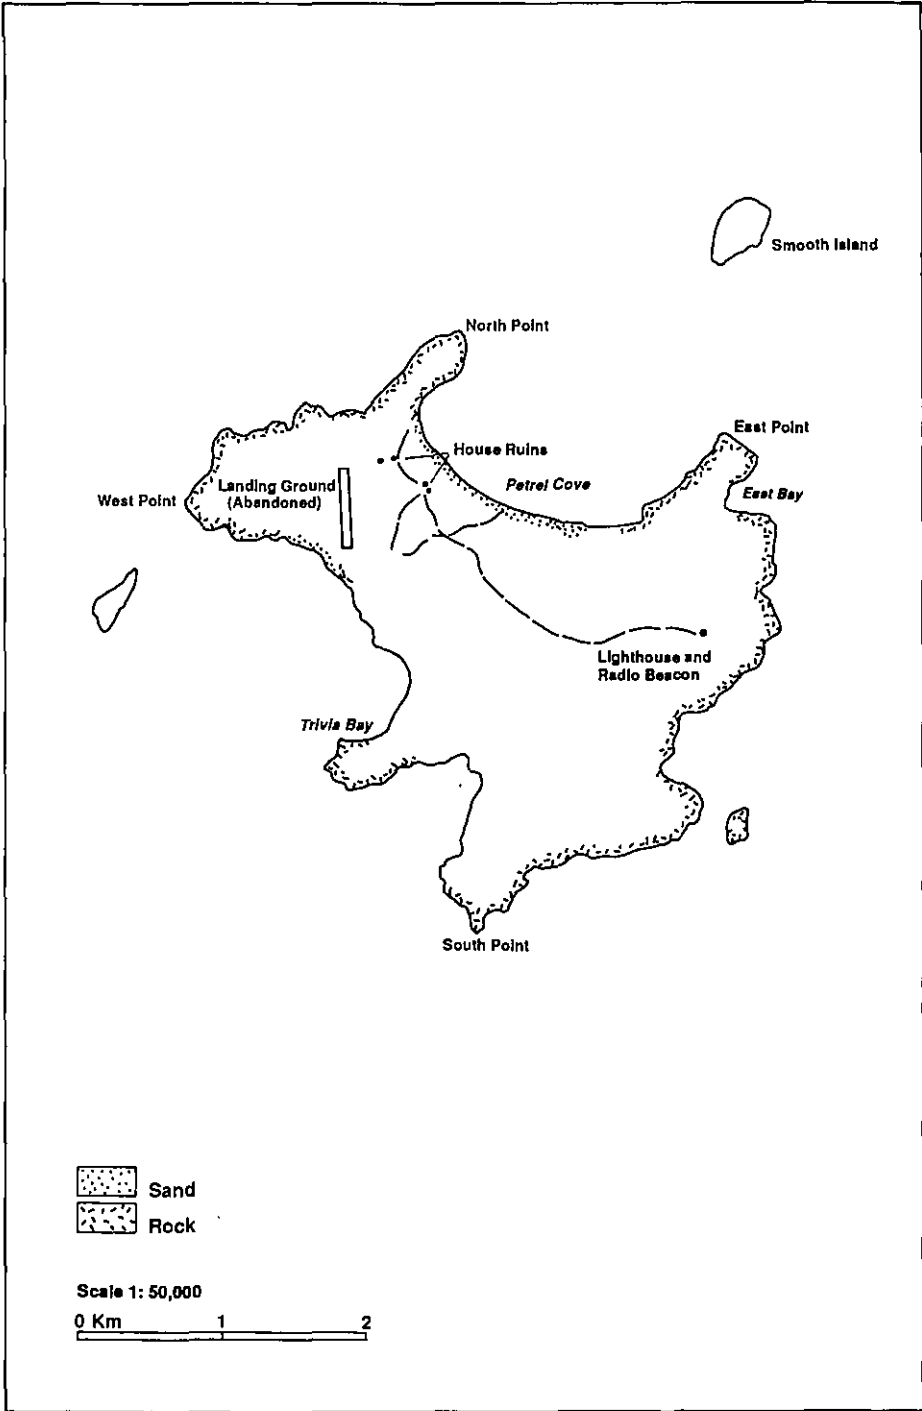 Smooth Island
North Point
East Point
House Ruins
Petrel Cove
East Bay
Landing Ground
(Abandoned)
West Point
Lighthouse and
Radio Beacon
Trivia Bay
South Point
Sand
Rock
Scale 1: 50,000
0 Km 1 2